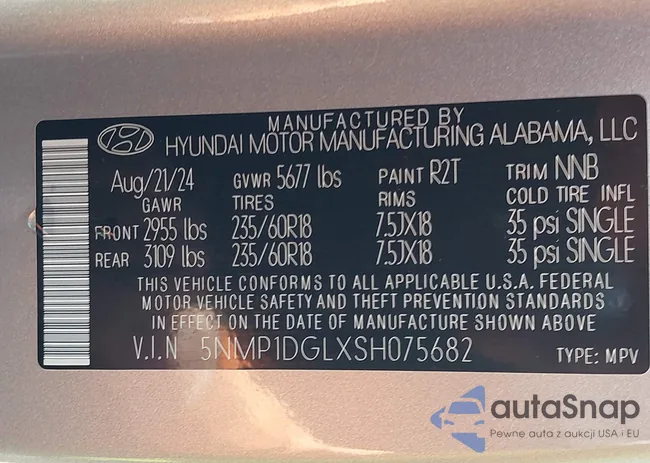 MANUFACTURED BY
HYUNDAI MOTOR MANUFACTURING ALABAMA, LLC
Aug/21/24 GVWR 5677 lbs PAINT R2T TRIM NNB
GAWR TIRES RIMS COLD TIRE INFL
FRONT 2955 lbs 235/60R18 7.5JX18 35 psi SINGLE
REAR 3109 lbs 235/60R18 7.5JX18 35 psi SINGLE
THIS VEHICLE CONFORMS TO ALL APPLICABLE U.S.A. FEDERAL
MOTOR VEHICLE SAFETY AND THEFT PREVENTION STANDARDS
IN EFFECT ON THE DATE OF MANUFACTURE SHOWN ABOVE
V.I.N 5NMP1DGLXSH075682 TYPE: MPV
autaSnap
Pewne auta z aukcji USA i EU